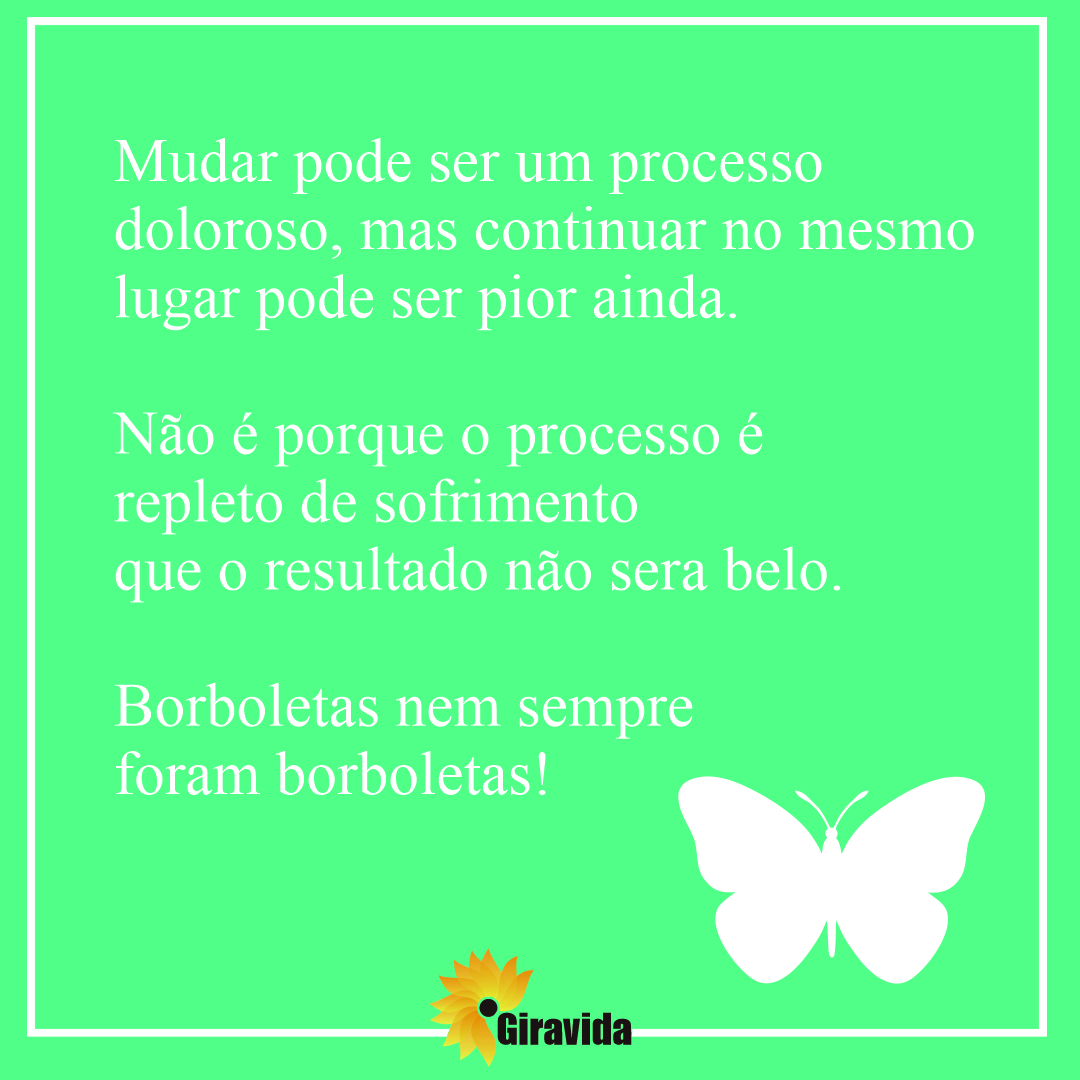 Mudar pode ser um processo
doloroso, mas continuar no mesmo
lugar pode ser pior ainda.
Não é porque o processo é
repleto de sofrimento
que o resultado não sera belo.
Borboletas nem sempre
foram borboletas!
Giravida